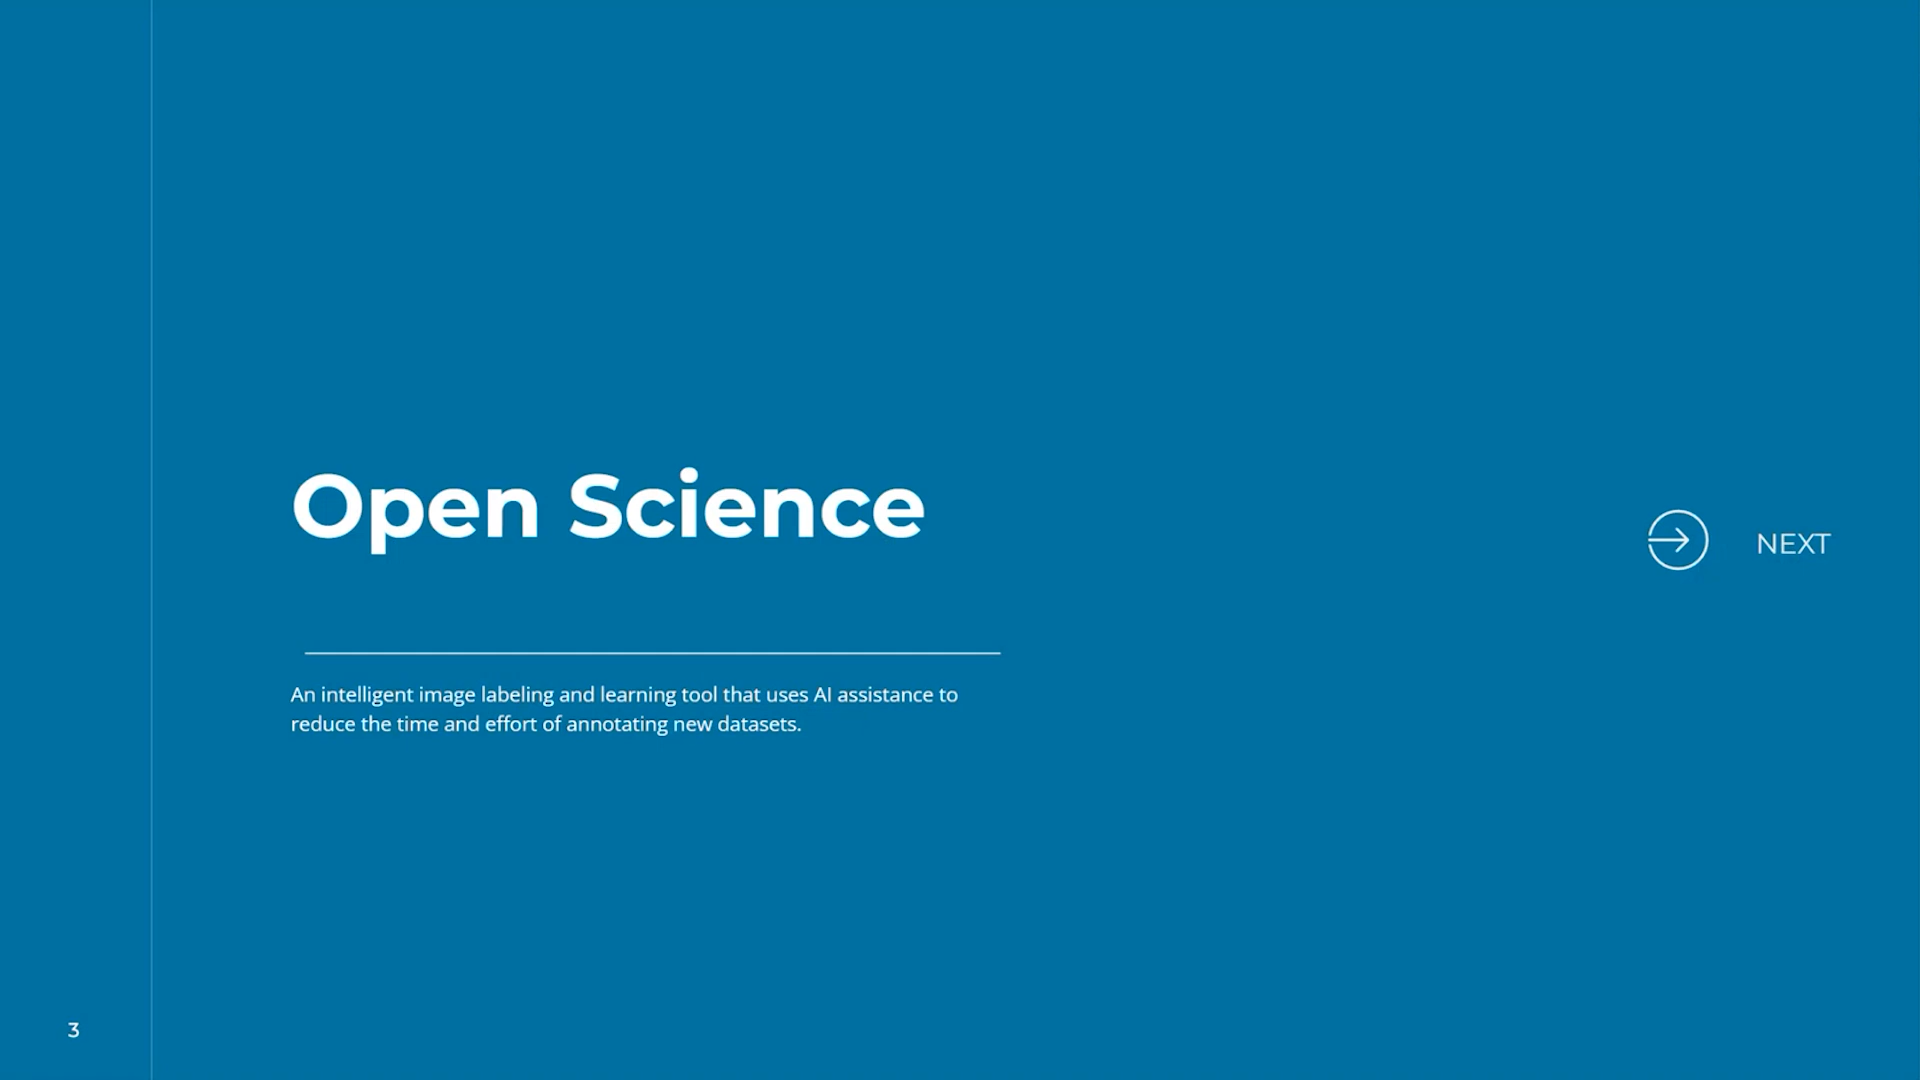 Open Science
NEXT
An intelligent image labeling and learning tool that uses AI assistance to
reduce the time and effort of annotating new datasets.
3